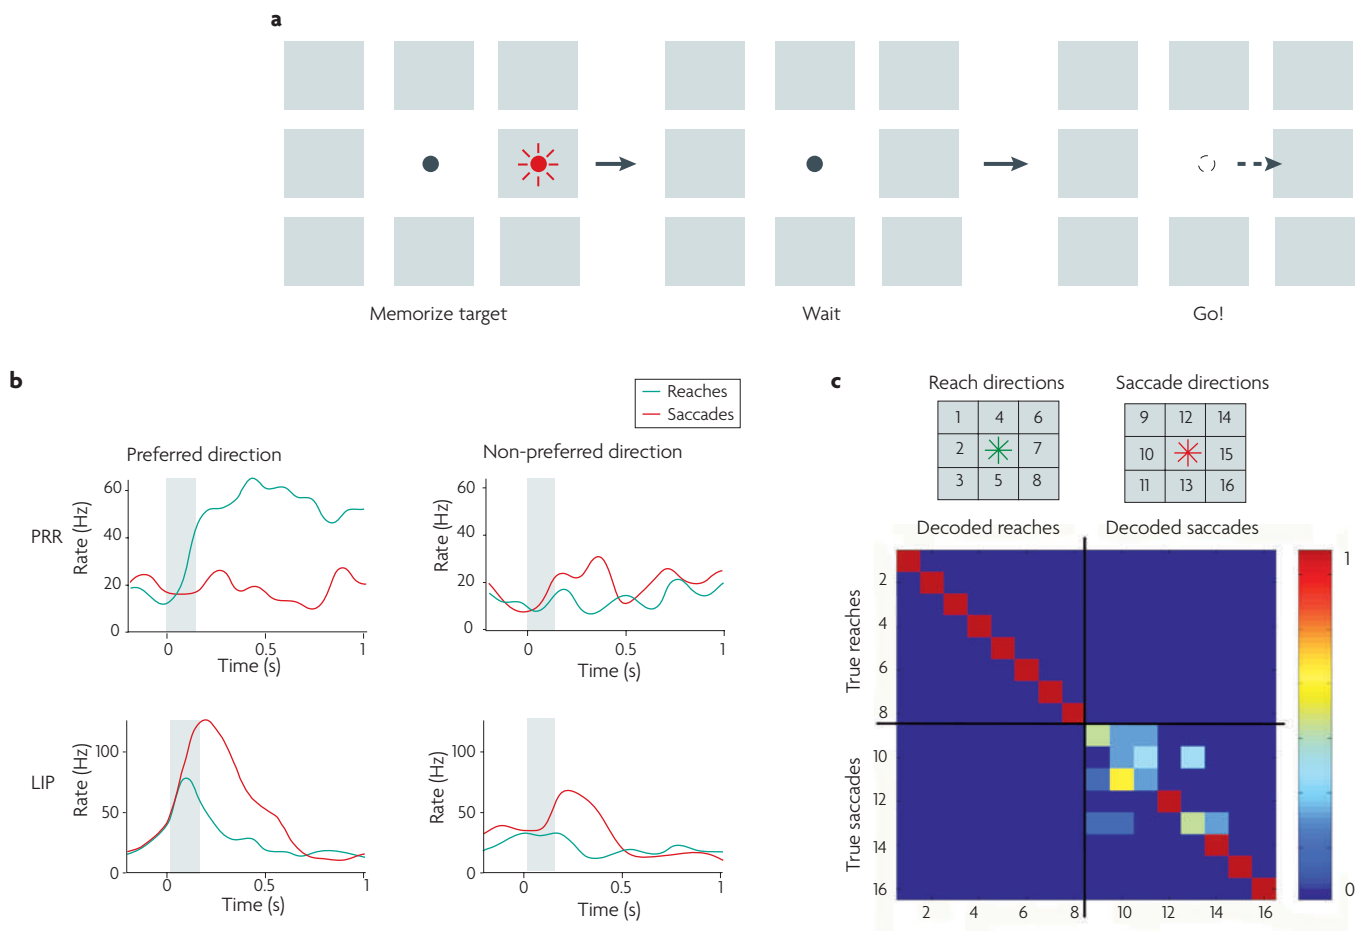 a
Memorize target
Wait
Go!
b
Reaches
Saccades
Preferred direction
Non-preferred direction
PRR
Rate (Hz)
60
40
20
0
0
0.5
1
Time (s)
Rate (Hz)
60
40
20
0
0
0.5
1
Time (s)
LIP
Rate (Hz)
100
50
0
0
0.5
1
Time (s)
Rate (Hz)
100
50
0
0
0.5
1
Time (s)
c
Reach directions
1 4 6
2 7
3 5 8
Saccade directions
9 12 14
10 15
11 13 16
Decoded reaches
Decoded saccades
True reaches
2
4
6
8
True saccades
10
12
14
16
2 4 6 8 10 12 14 16
1
0